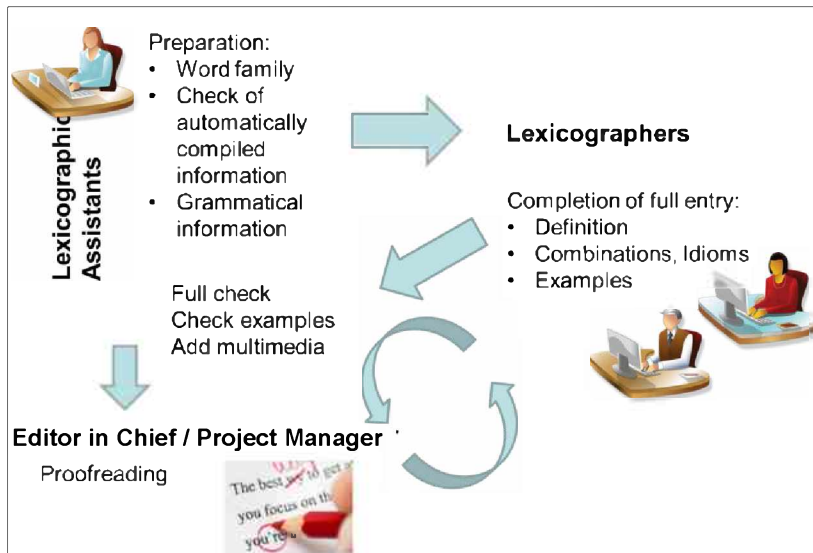 Preparation:
• Word family
• Check of
automatically
compiled
information
• Grammatical
information
Lexicographic
Assistants
Lexicographers
Completion of full entry:
• Definition
• Combinations, Idioms
• Examples
Full check
Check examples
Add multimedia
Editor in Chief / Project Manager
Proofreading
The best to get
you focus on
you're